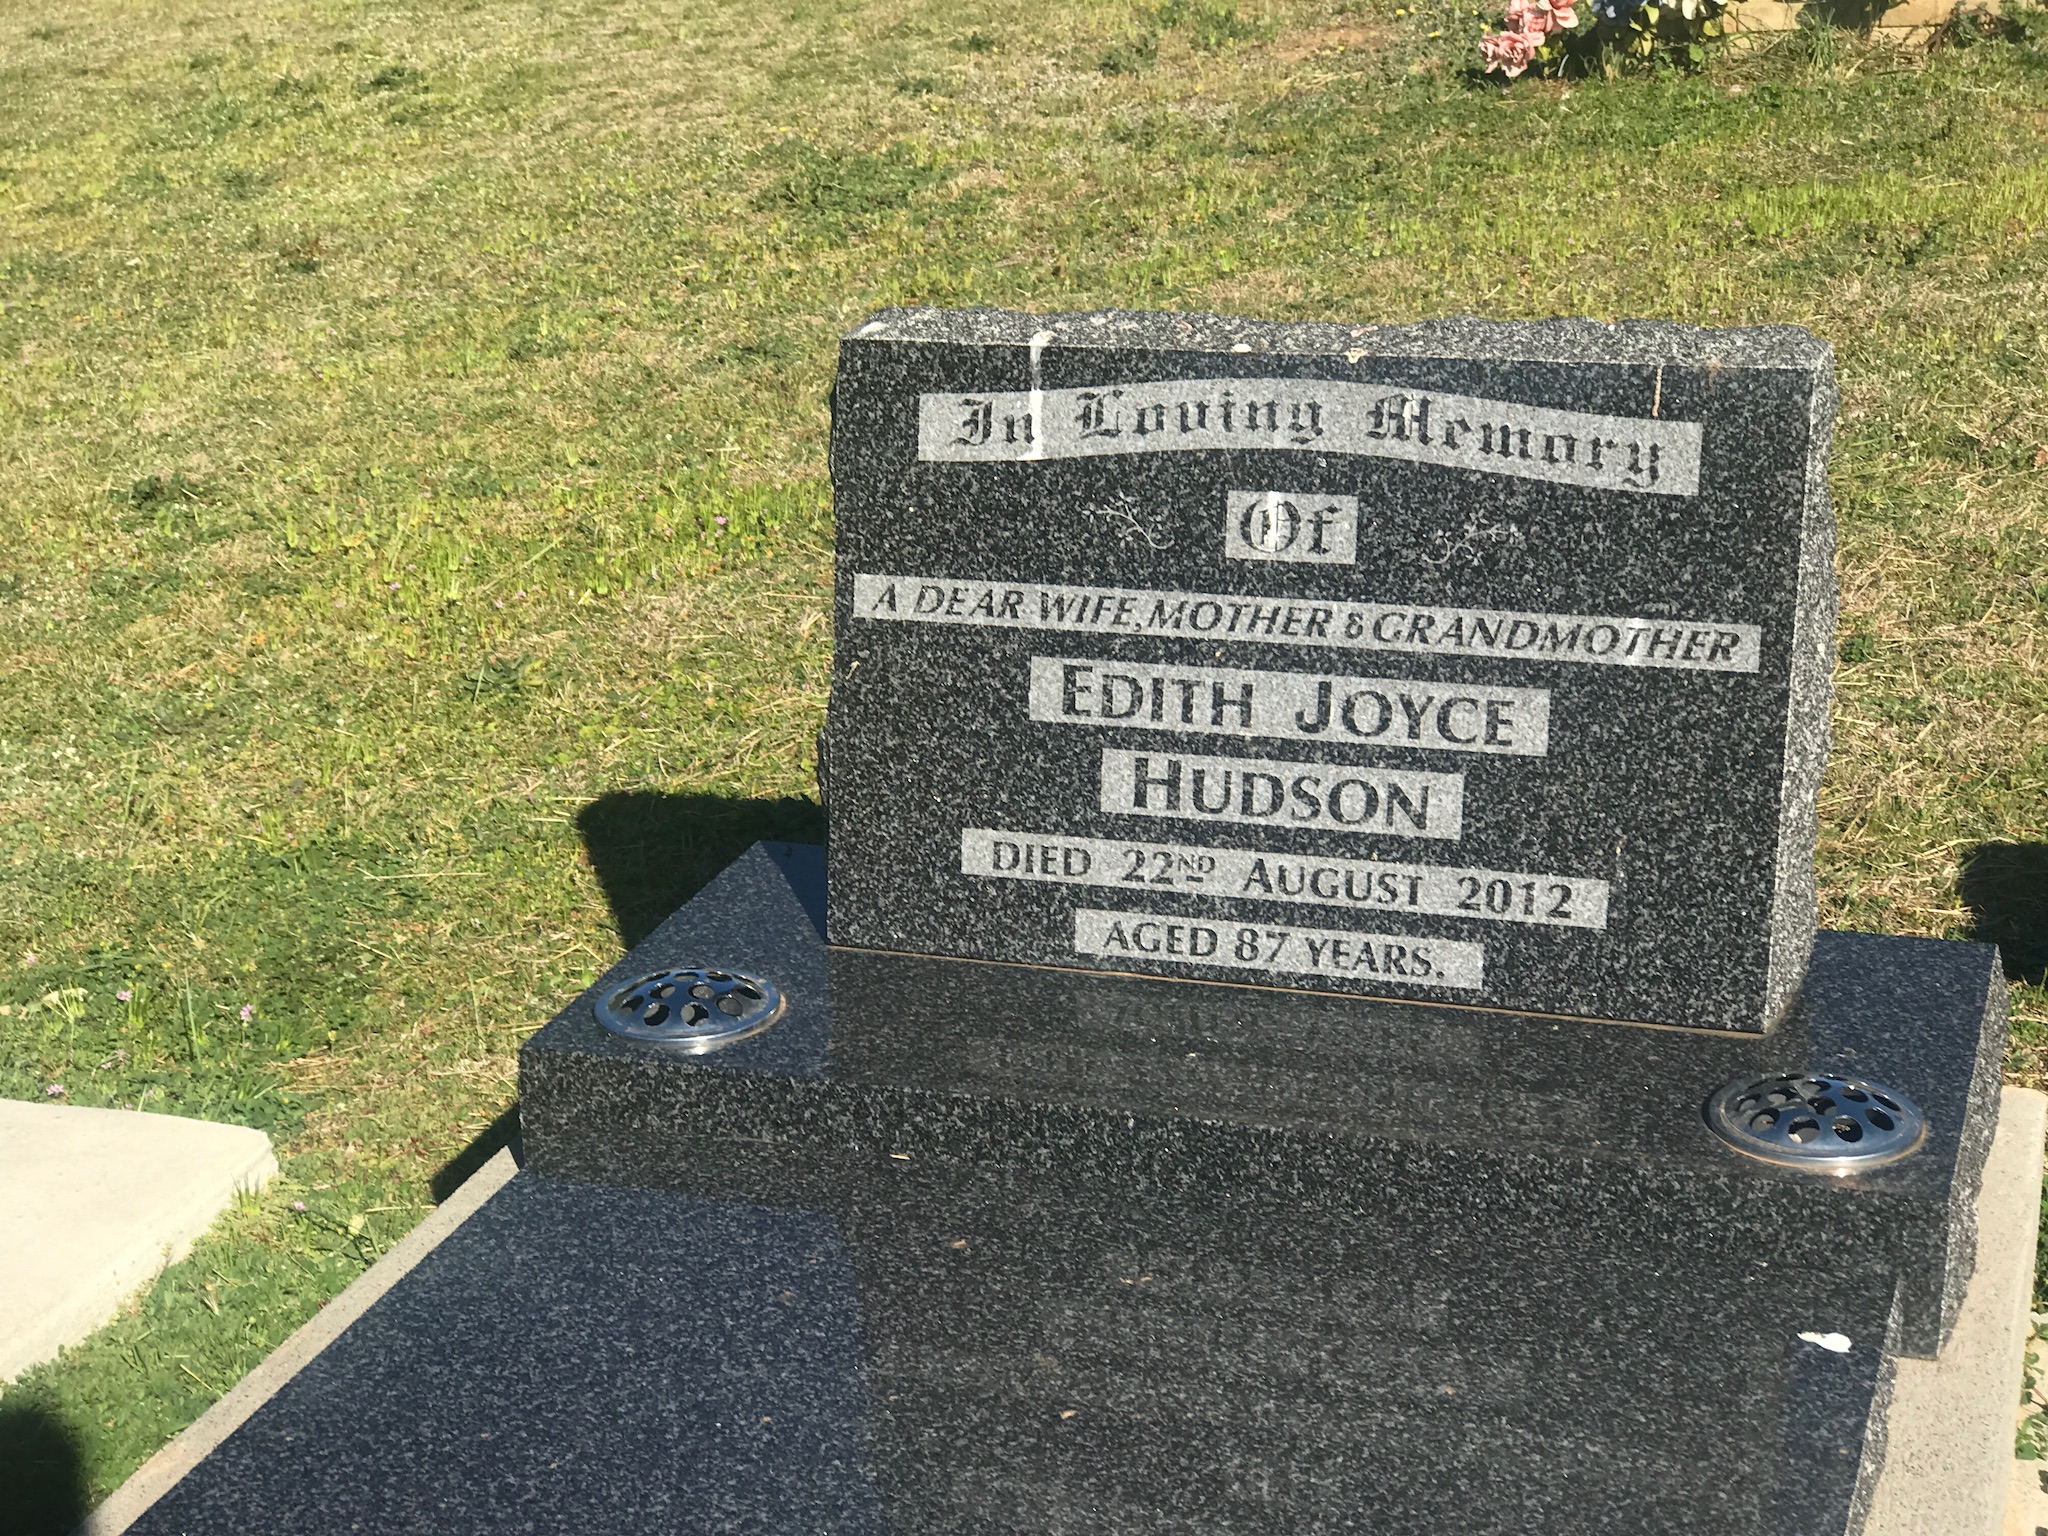 In Loving Memory
Of
A DEAR WIFE, MOTHER & GRANDMOTHER
EDITH JOYCE
HUDSON
DIED 22ND AUGUST 2012
AGED 87 YEARS.